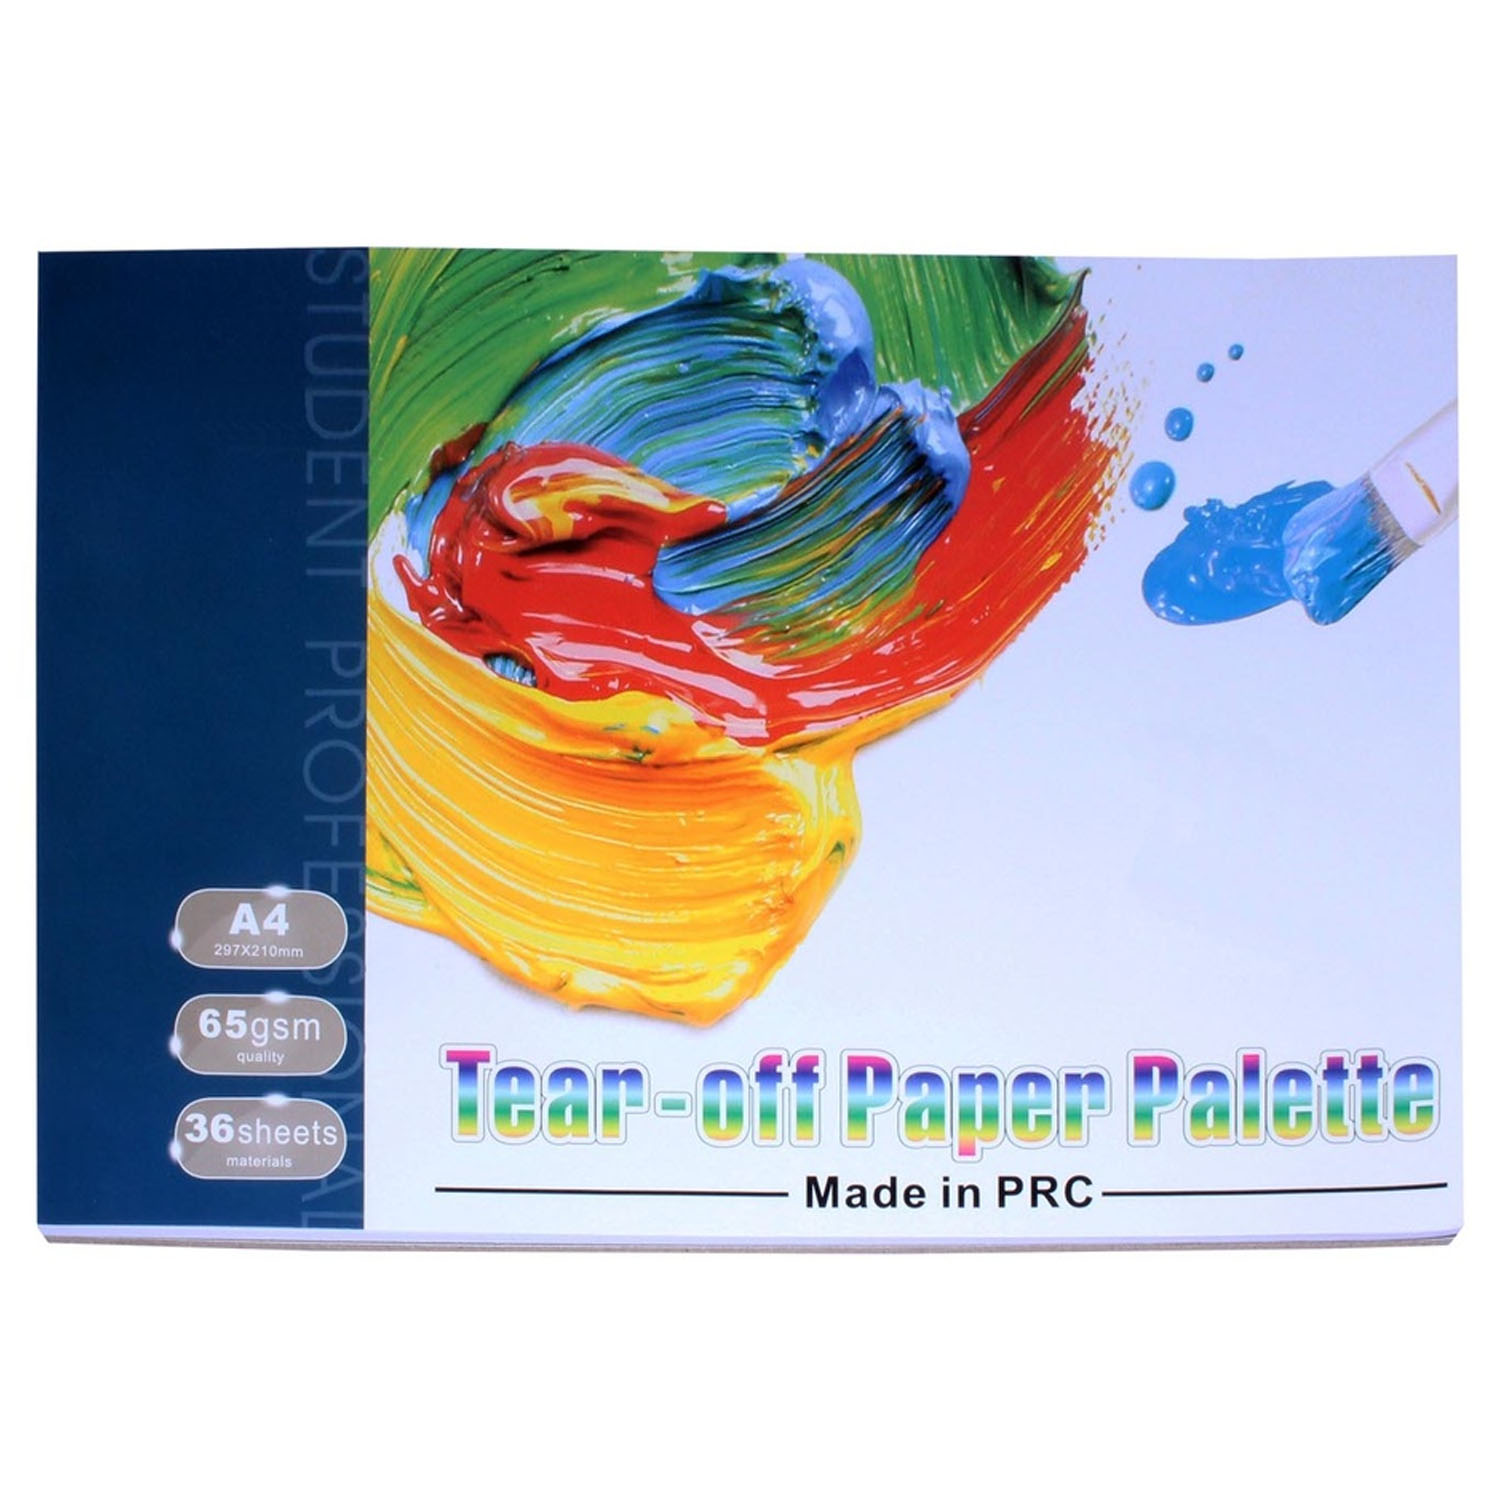 STUDENT PROFESSIONAL
A4
297X210mm
65gsm
quality
36sheets
materials
Tear-off Paper Palette
Made in PRC